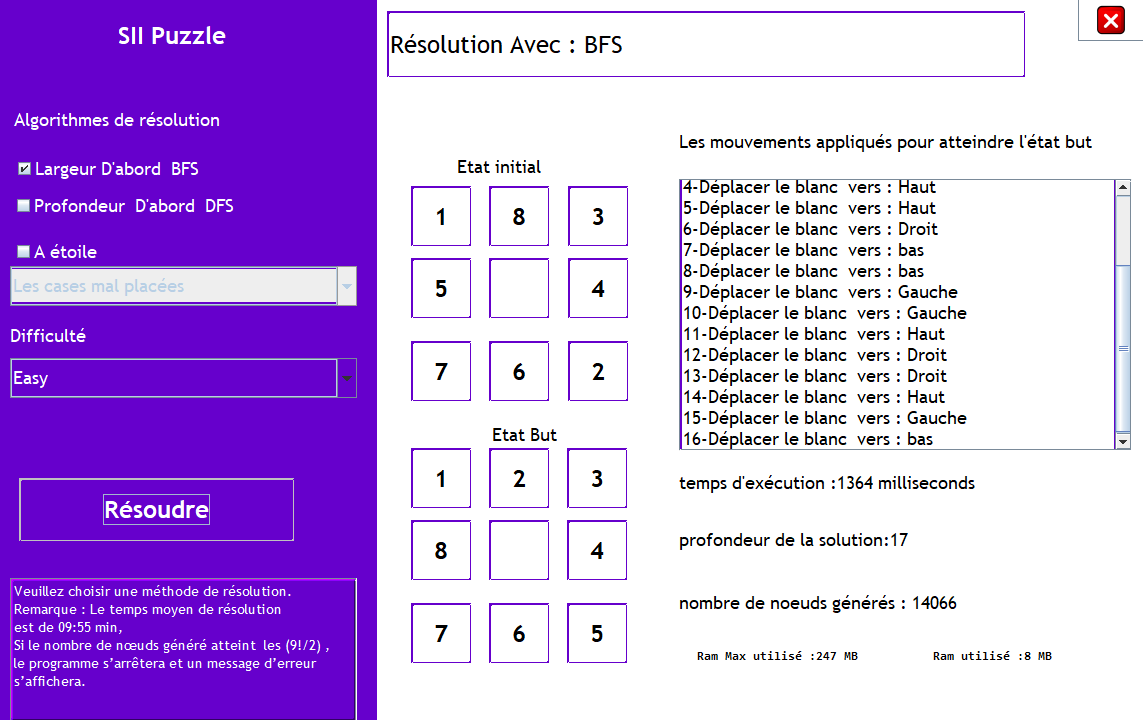 SII Puzzle
Algorithmes de résolution
Largeur D'abord BFS
Profondeur D'abord DFS
A étoile
Les cases mal placées
Difficulté
Easy
Résoudre
Veuillez choisir une méthode de résolution.
Remarque : Le temps moyen de résolution
est de 09:55 min,
Si le nombre de nœuds généré atteint les (9!/2) ,
le programme s’arrêtera et un message d’erreur
s’affichera.
Résolution Avec : BFS
Etat initial
1 8 3
5 4
7 6 2
Etat But
1 2 3
8 4
7 6 5
Les mouvements appliqués pour atteindre l'état but
4-Déplacer le blanc vers : Haut
5-Déplacer le blanc vers : Haut
6-Déplacer le blanc vers : Droit
7-Déplacer le blanc vers : bas
8-Déplacer le blanc vers : bas
9-Déplacer le blanc vers : Gauche
10-Déplacer le blanc vers : Gauche
11-Déplacer le blanc vers : Haut
12-Déplacer le blanc vers : Droit
13-Déplacer le blanc vers : Droit
14-Déplacer le blanc vers : Haut
15-Déplacer le blanc vers : Gauche
16-Déplacer le blanc vers : bas
temps d'exécution :1364 milliseconds
profondeur de la solution:17
nombre de noeuds générés : 14066
Ram Max utilisé :247 MB
Ram utilisé :8 MB